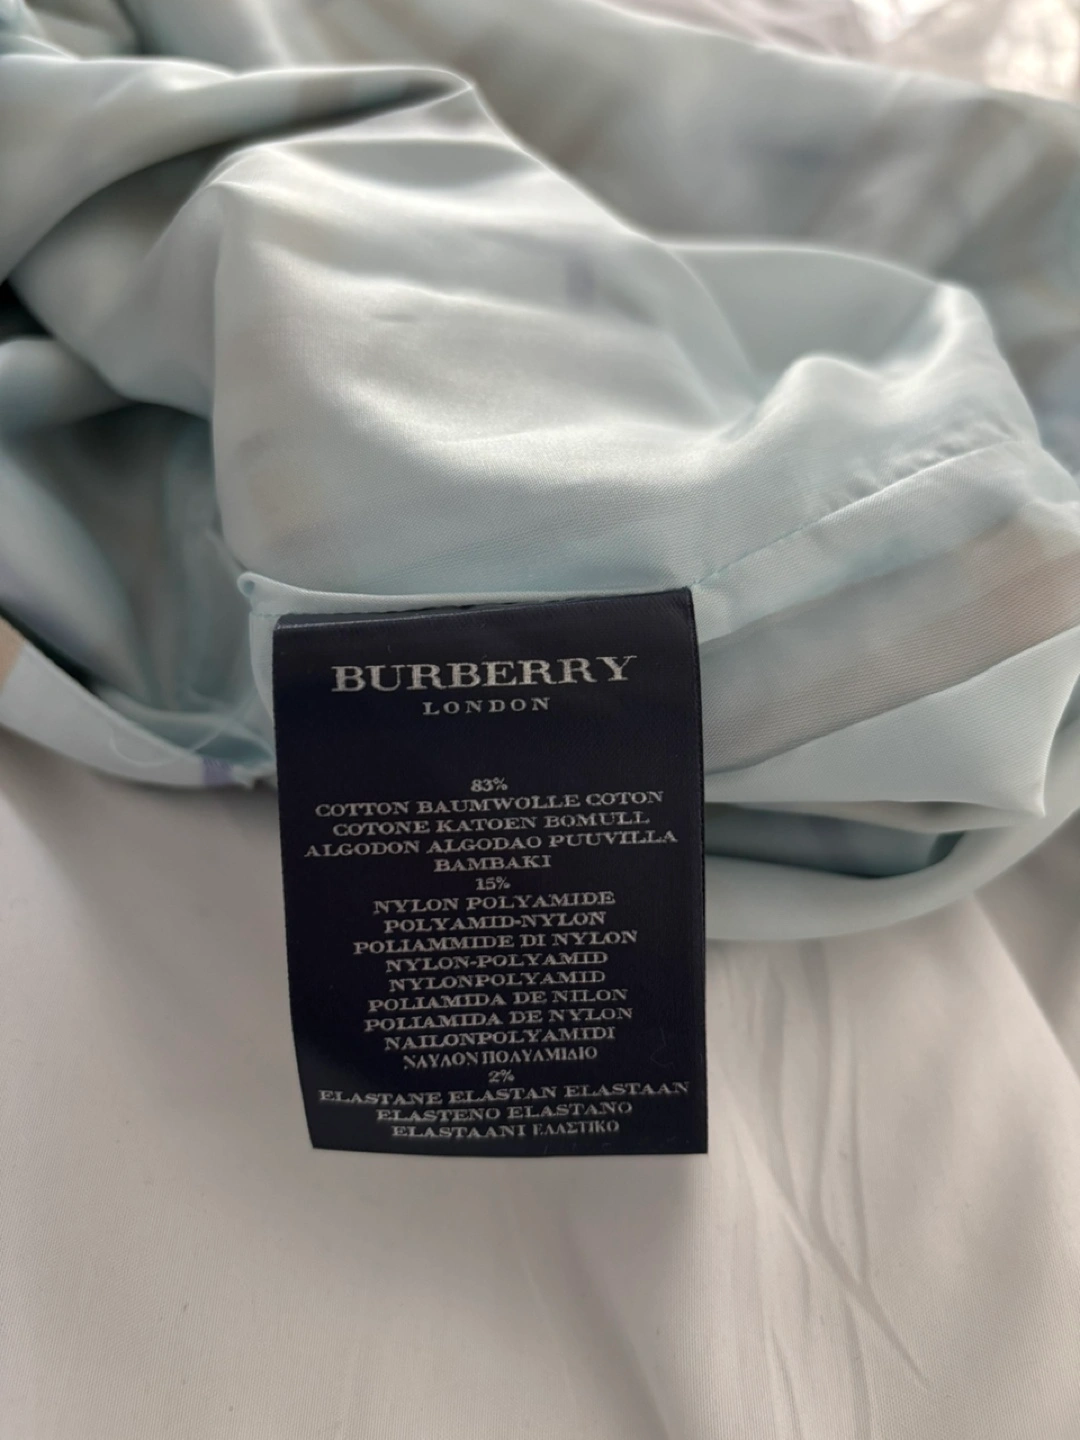 BURBERRY
LONDON
83%
COTTON BAUMWOLLE COTON
COTONE KATOEN BOMULL
ALGODON ALGODAO PUUVILLA
BAMBAKI
15%
NYLON POLYAMIDE
POLYAMID-NYLON
POLIAMMIDE DI NYLON
NYLON-POLYAMID
NYLONPOLYAMID
POLIAMIDA DE NILON
POLIAMIDA DE NYLON
NAILONPOLYAMIDI
ΝΑΥΛΟΝ ΠΟΛΥΑΜΙΔΙΟ
2%
ELASTANE ELASTAN ELASTAAN
ELASTENO ELASTANO
ELASTAANI ΕΛΑΣΤΙΚΟ